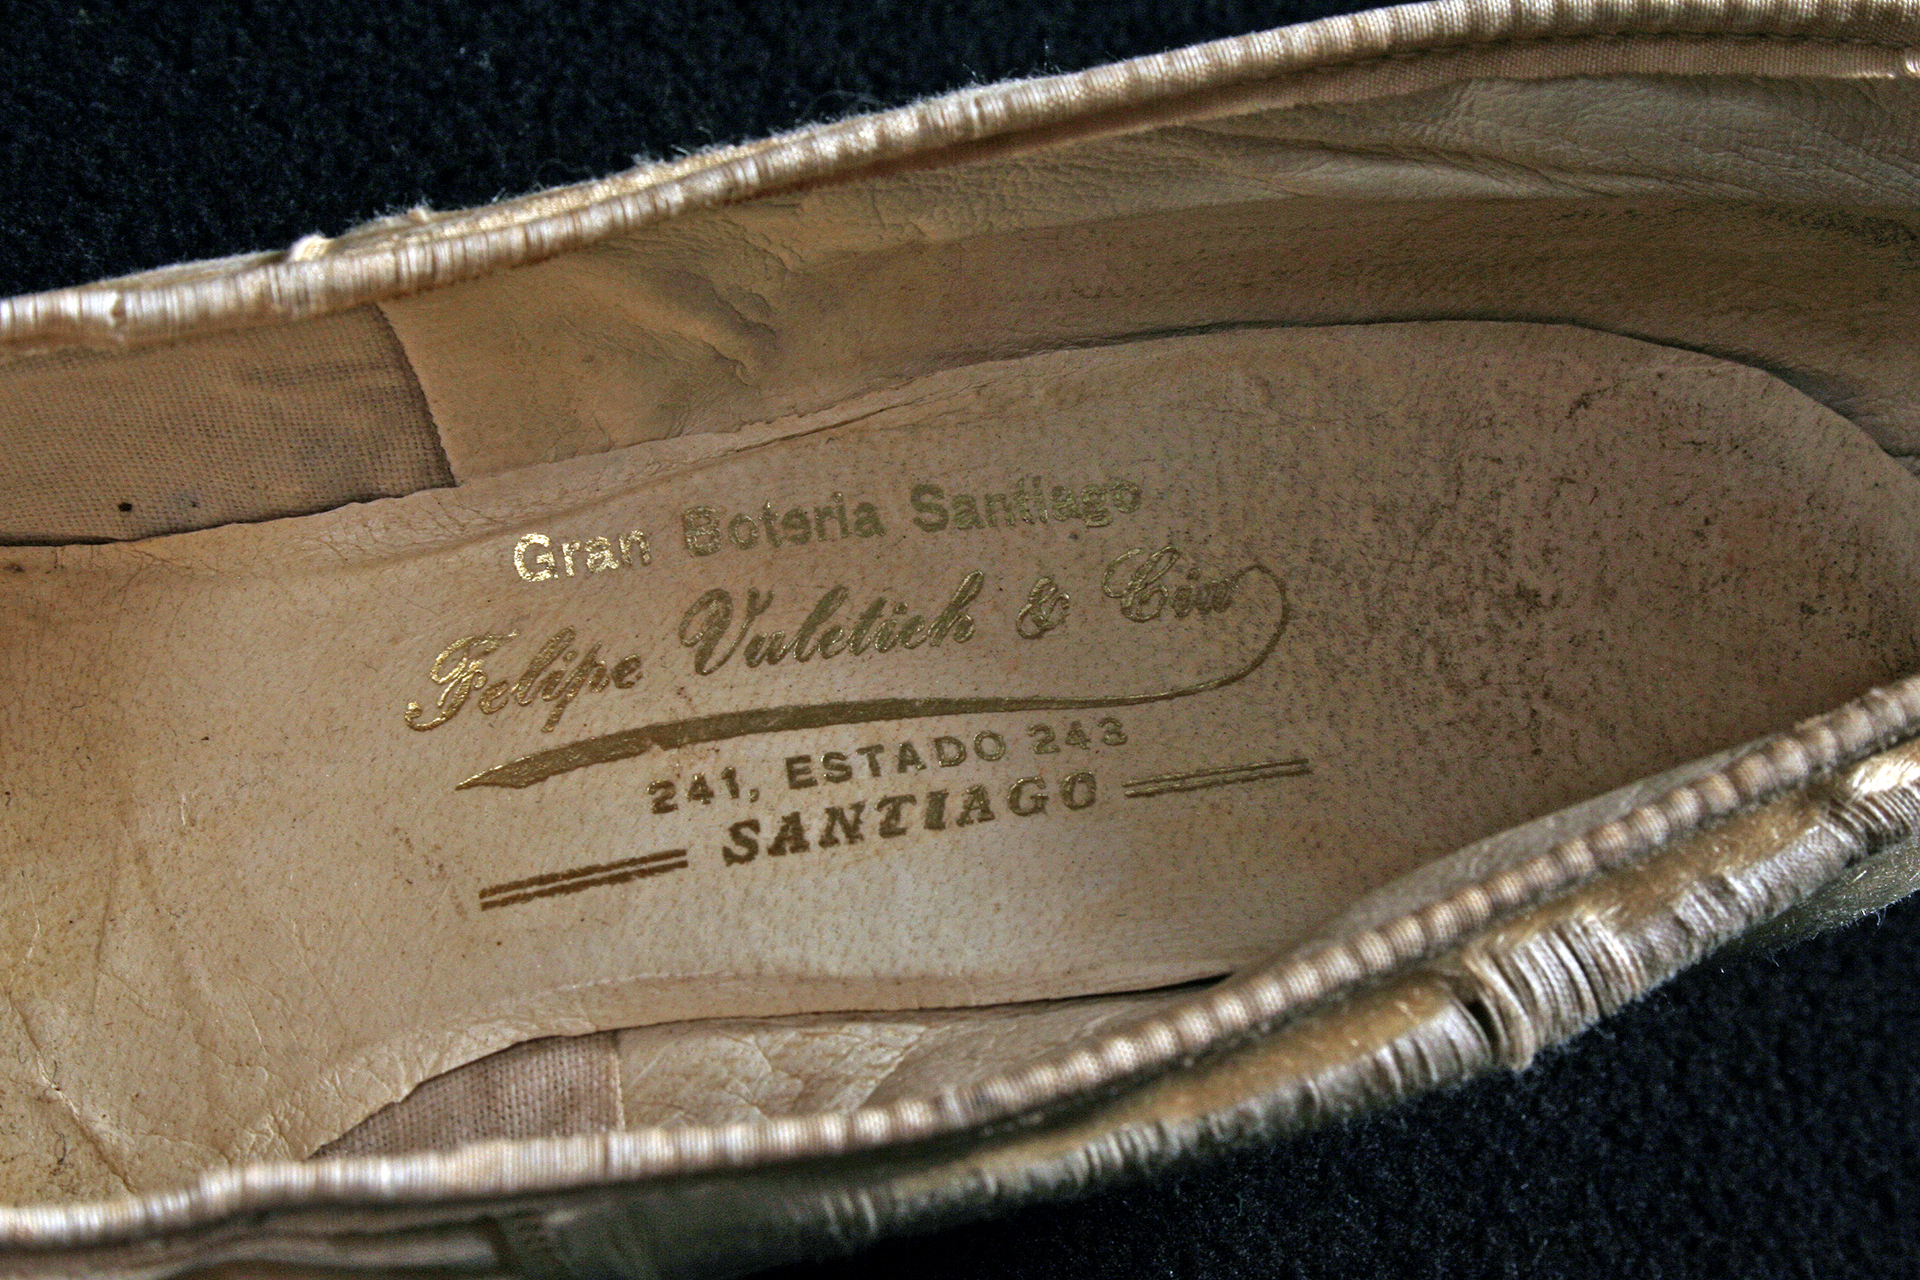 Gran Boteria Santiago
Felipe Vuletich & Cia
241, ESTADO 243
SANTIAGO